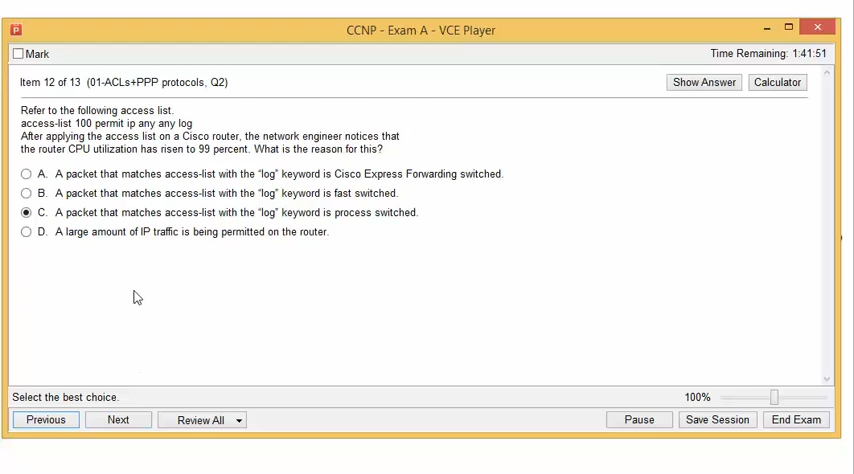 CCNP - Exam A - VCE Player
Mark
Time Remaining: 1:41:51
Item 12 of 13 (01-ACLs+PPP protocols, Q2)
Show Answer
Calculator
Refer to the following access list.
access-list 100 permit ip any any log
After applying the access list on a Cisco router, the network engineer notices that
the router CPU utilization has risen to 99 percent. What is the reason for this?
A. A packet that matches access-list with the “log” keyword is Cisco Express Forwarding switched.
B. A packet that matches access-list with the “log” keyword is fast switched.
C. A packet that matches access-list with the “log” keyword is process switched.
D. A large amount of IP traffic is being permitted on the router.
Select the best choice.
100%
Previous
Next
Review All
Pause
Save Session
End Exam